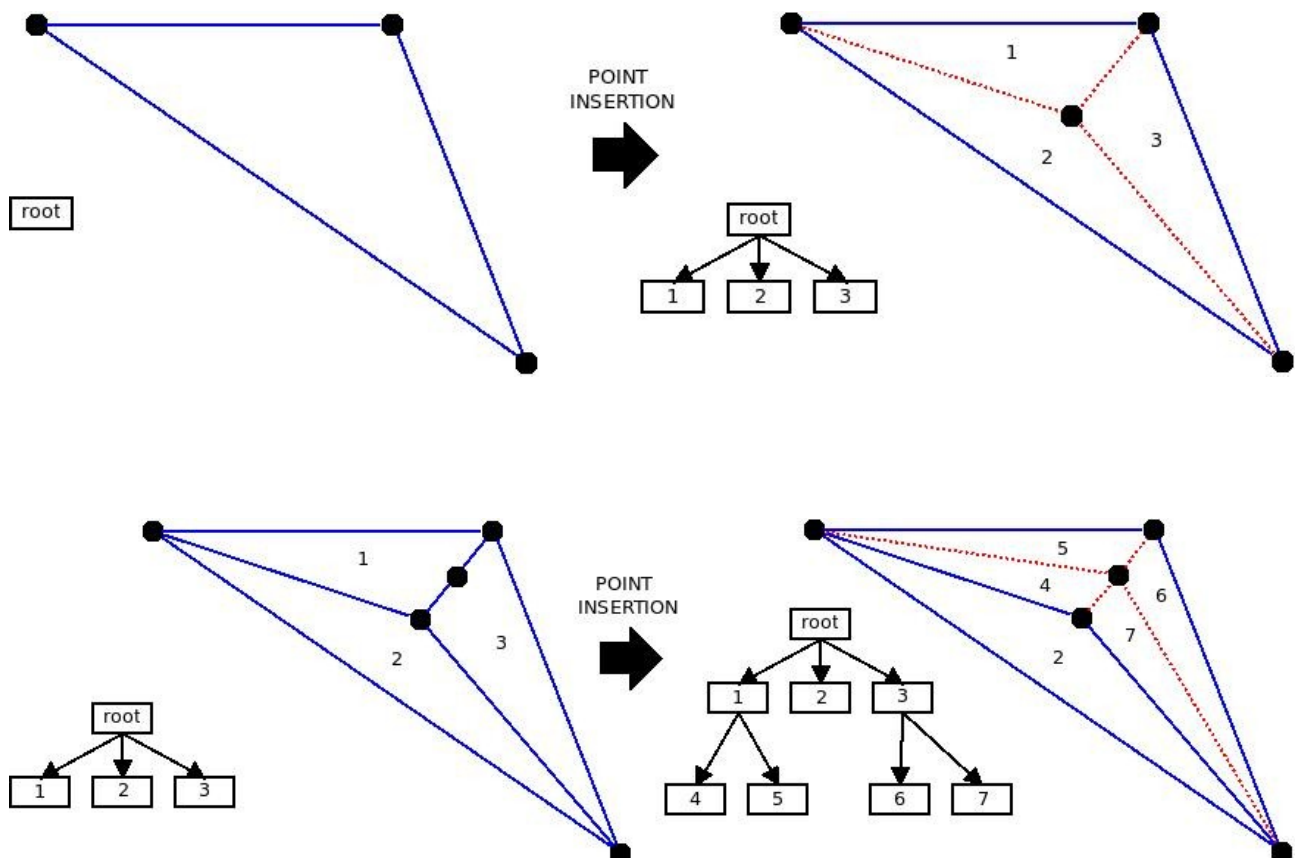 root
POINT
INSERTION
1
2
3
root
1 2 3
1
2
3
root
1 2 3
POINT
INSERTION
5
4
6
7
2
root
1 2 3
4 5 6 7